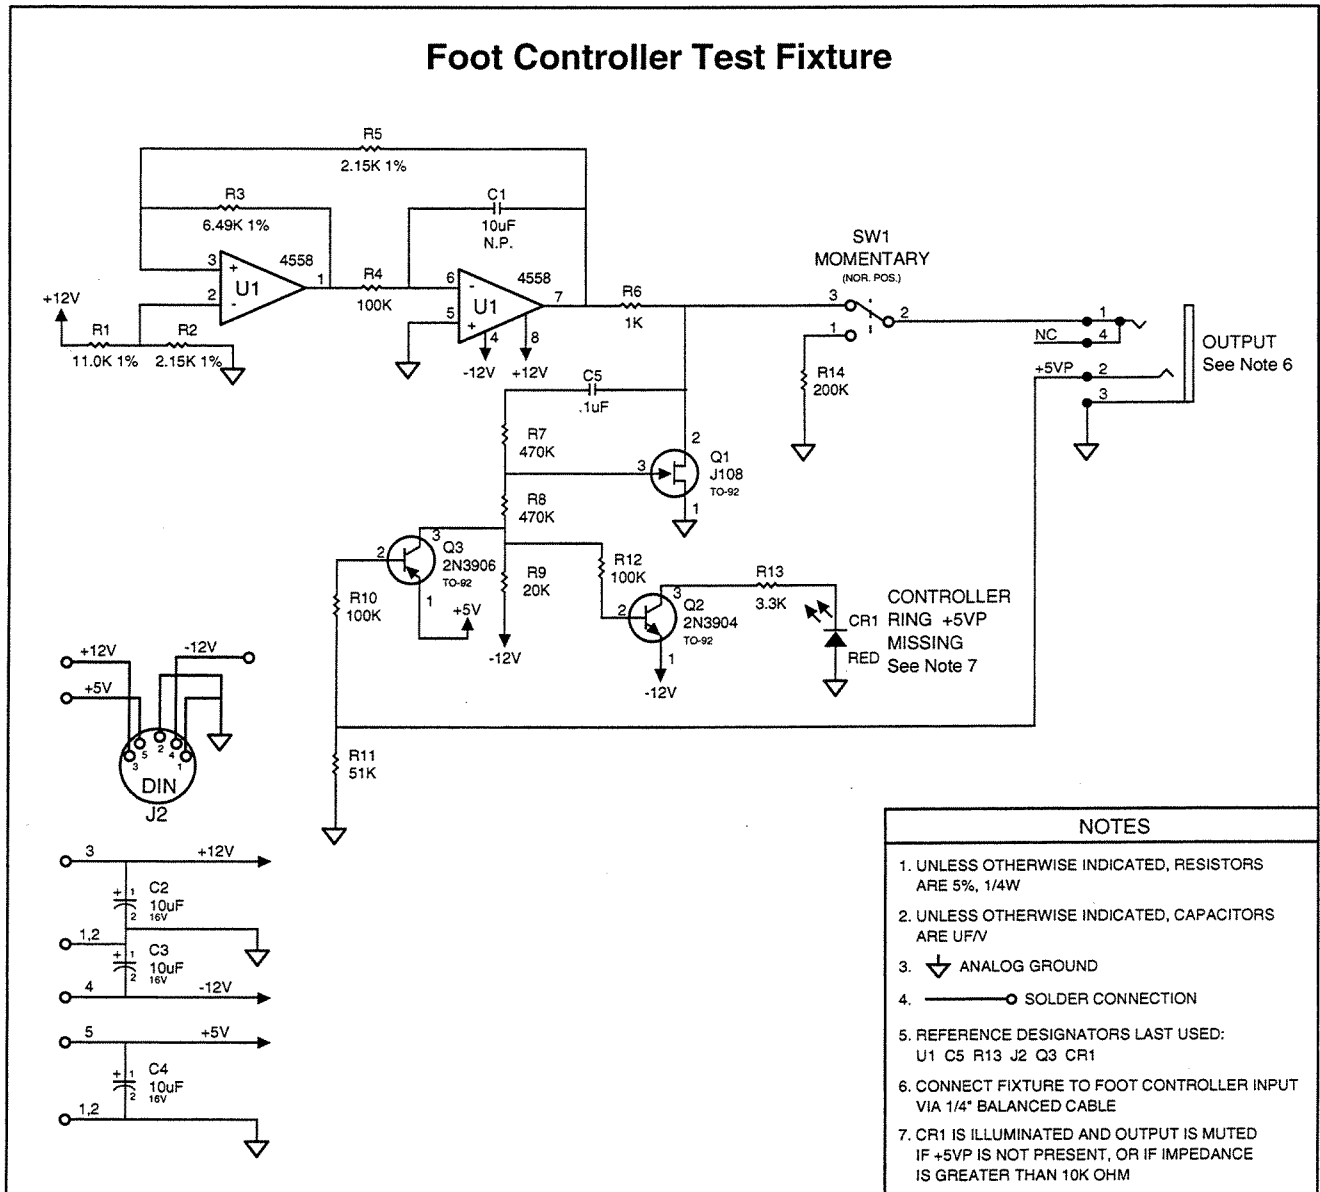 Foot Controller Test Fixture
R5
2.15K 1%
R3
6.49K 1%
C1
10uF
N.P.
3
+
4558
U1
1
2
-
R4
100K
6
-
4558
U1
7
5
+
4
8
-12V
+12V
+12V
R1
11.0K 1%
R2
2.15K 1%
R6
1K
SW1
MOMENTARY
(NOR. POS.)
3
2
1
R14
200K
1
NC
4
+5VP
2
3
OUTPUT
See Note 6
C5
.1uF
R7
470K
2
3
Q1
J108
TO-92
1
R8
470K
3
2
Q3
2N3906
TO-92
1
+5V
R9
20K
-12V
R10
100K
R12
100K
3
2
Q2
2N3904
TO-92
1
-12V
R13
3.3K
CR1
RED
CONTROLLER
RING +5VP
MISSING
See Note 7
R11
51K
+12V
-12V
+5V
3
5
2
4
1
DIN
J2
3
+12V
+
1
C2
10uF
16V
2
1,2
+
1
C3
10uF
16V
2
4
-12V
5
+5V
+
1
C4
10uF
16V
2
1,2
NOTES
1. UNLESS OTHERWISE INDICATED, RESISTORS
ARE 5%, 1/4W
2. UNLESS OTHERWISE INDICATED, CAPACITORS
ARE UF/V
3. ANALOG GROUND
4. SOLDER CONNECTION
5. REFERENCE DESIGNATORS LAST USED:
U1 C5 R13 J2 Q3 CR1
6. CONNECT FIXTURE TO FOOT CONTROLLER INPUT
VIA 1/4" BALANCED CABLE
7. CR1 IS ILLUMINATED AND OUTPUT IS MUTED
IF +5VP IS NOT PRESENT, OR IF IMPEDANCE
IS GREATER THAN 10K OHM